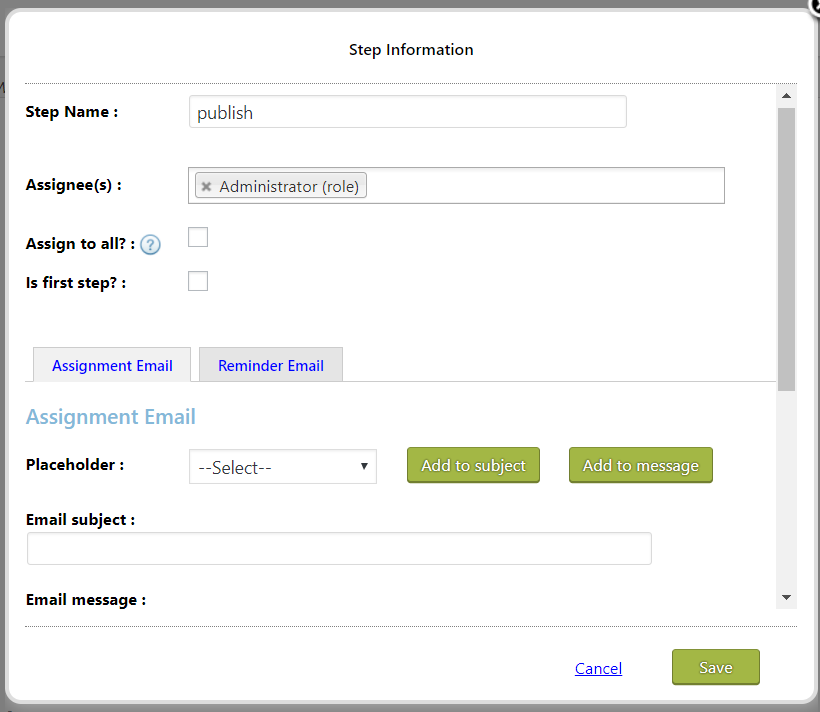 Step Information
Step Name :
publish
Assignee(s) :
Administrator (role)
Assign to all? : ?
Is first step? :
Assignment Email
Reminder Email
Assignment Email
Placeholder :
--Select--
Add to subject
Add to message
Email subject :
Email message :
Cancel
Save